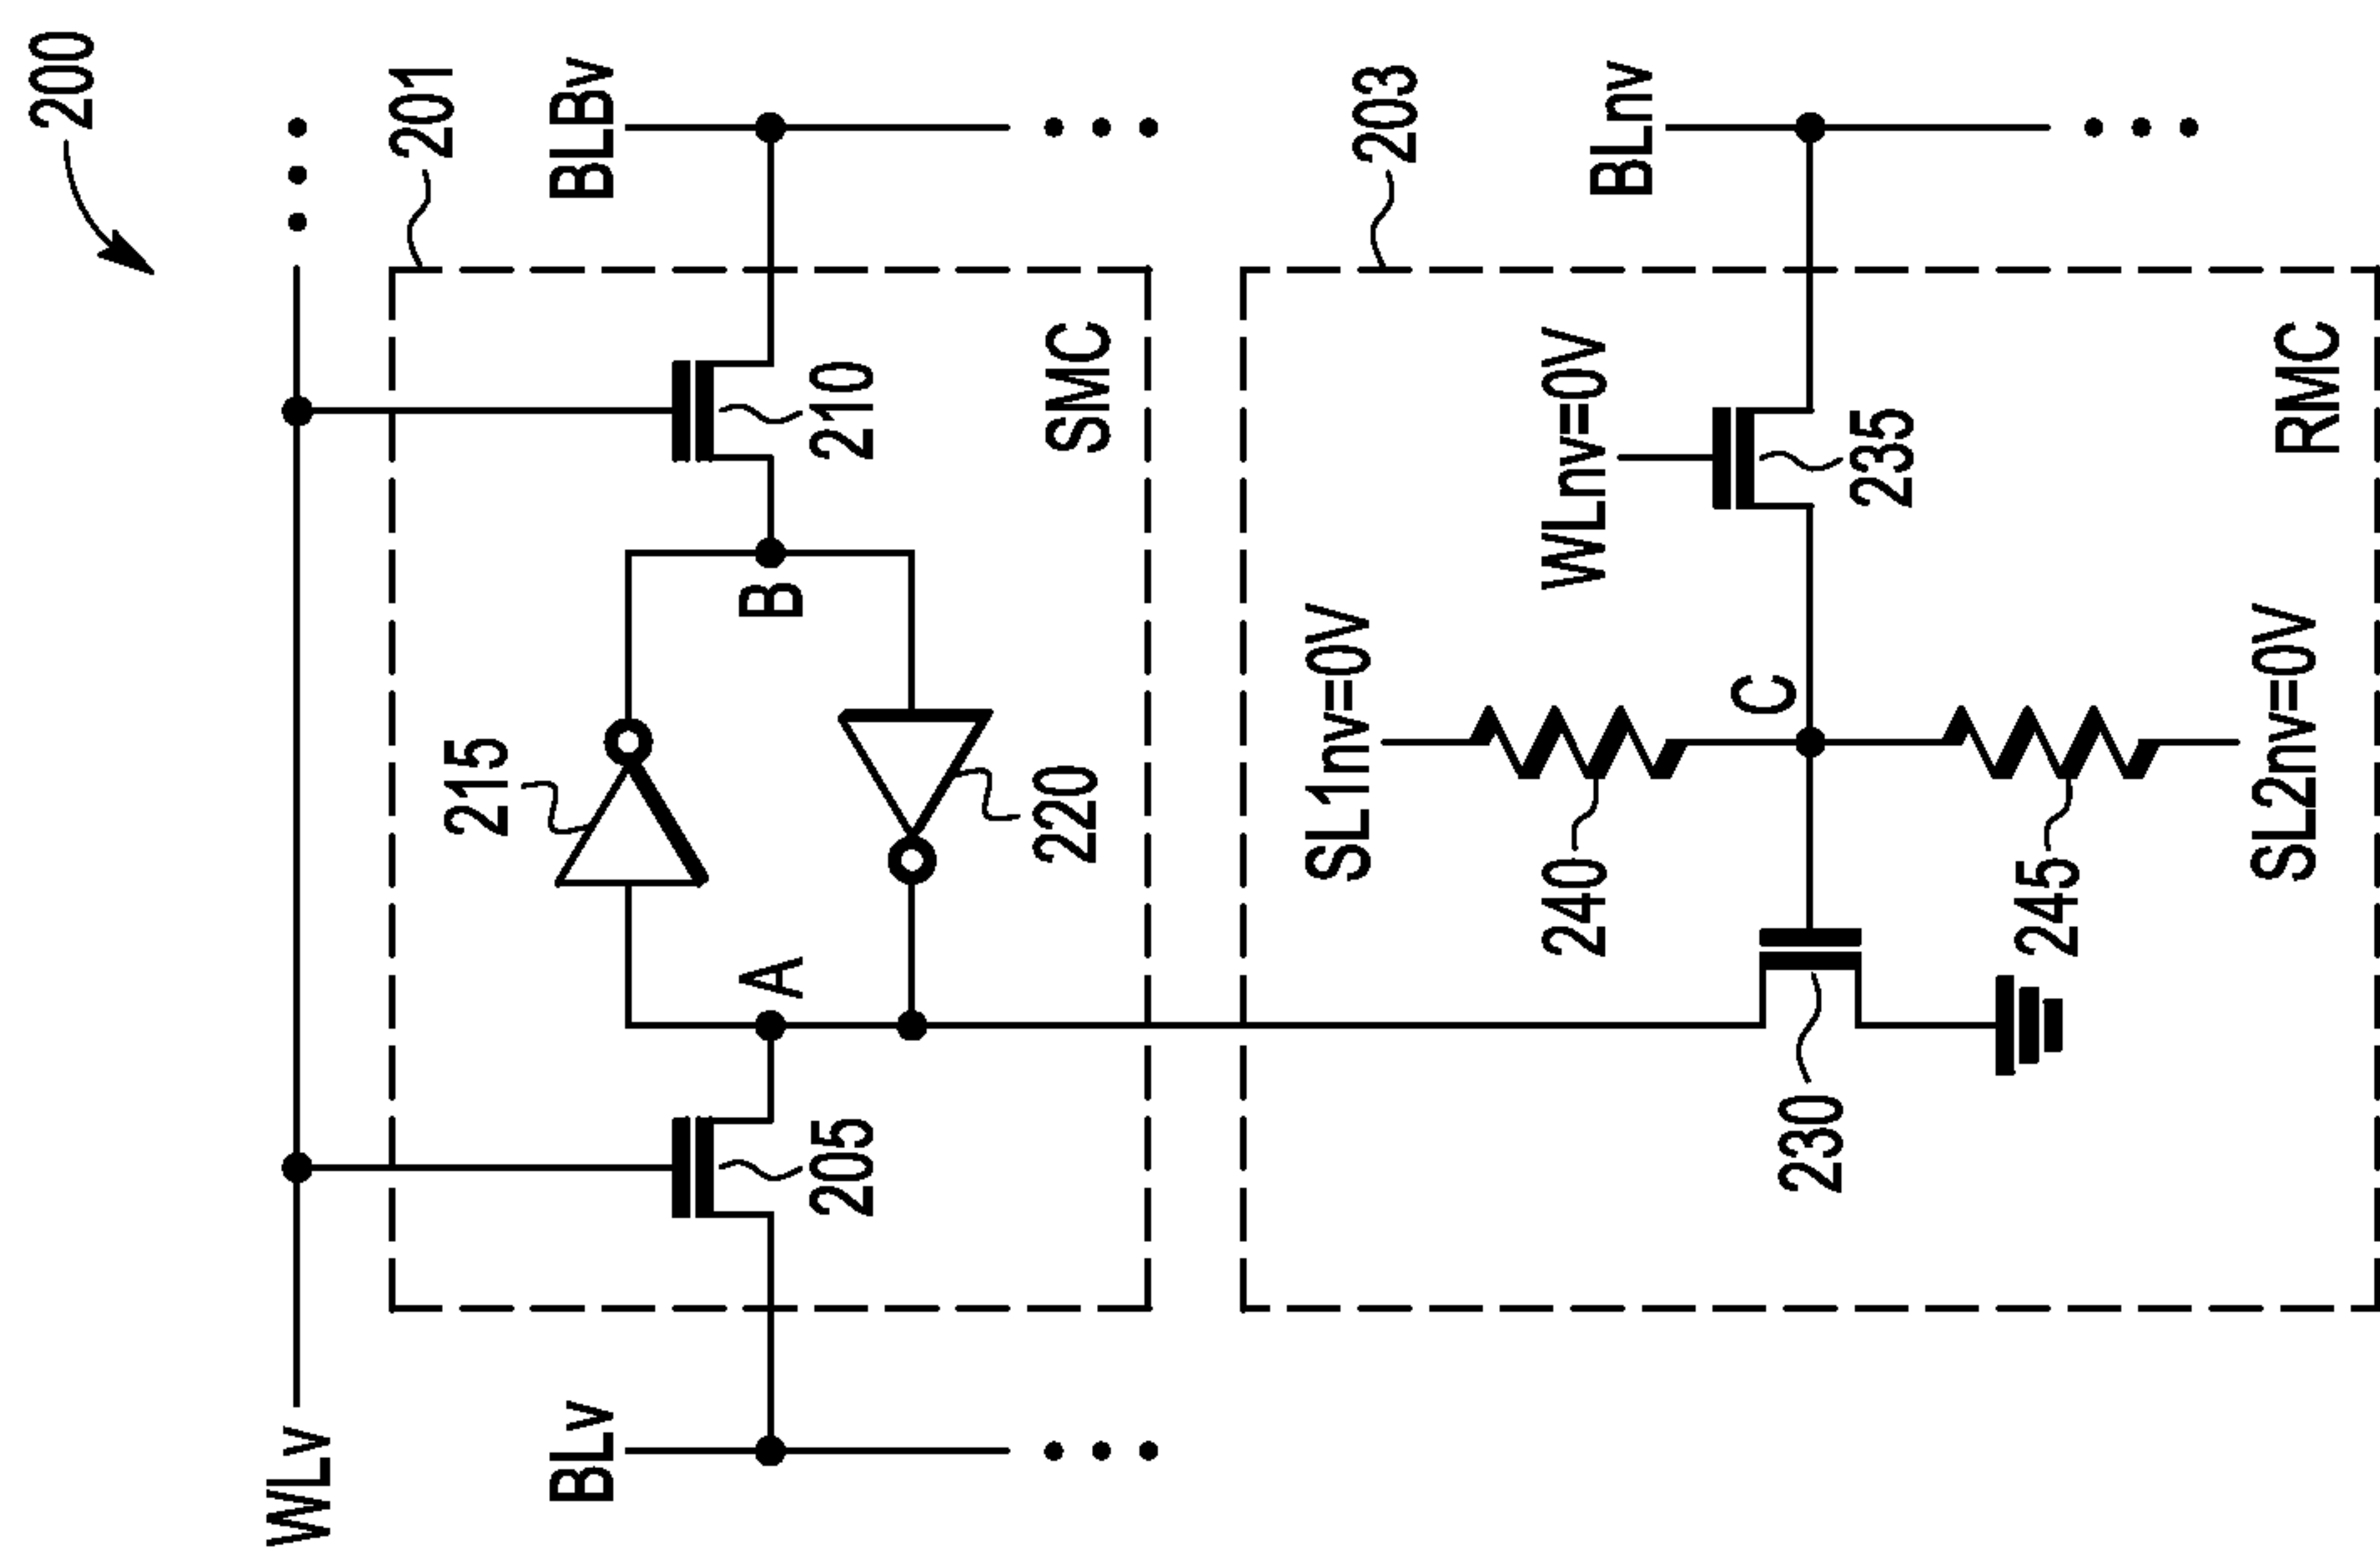 2000
WLv
201
BLv
BLBv
215
A
B
205
210
220
SMC
203
SL1nv=0V
WLnv=0V
BLnv
240
C
230
235
245
SL2nv=0V
RMC